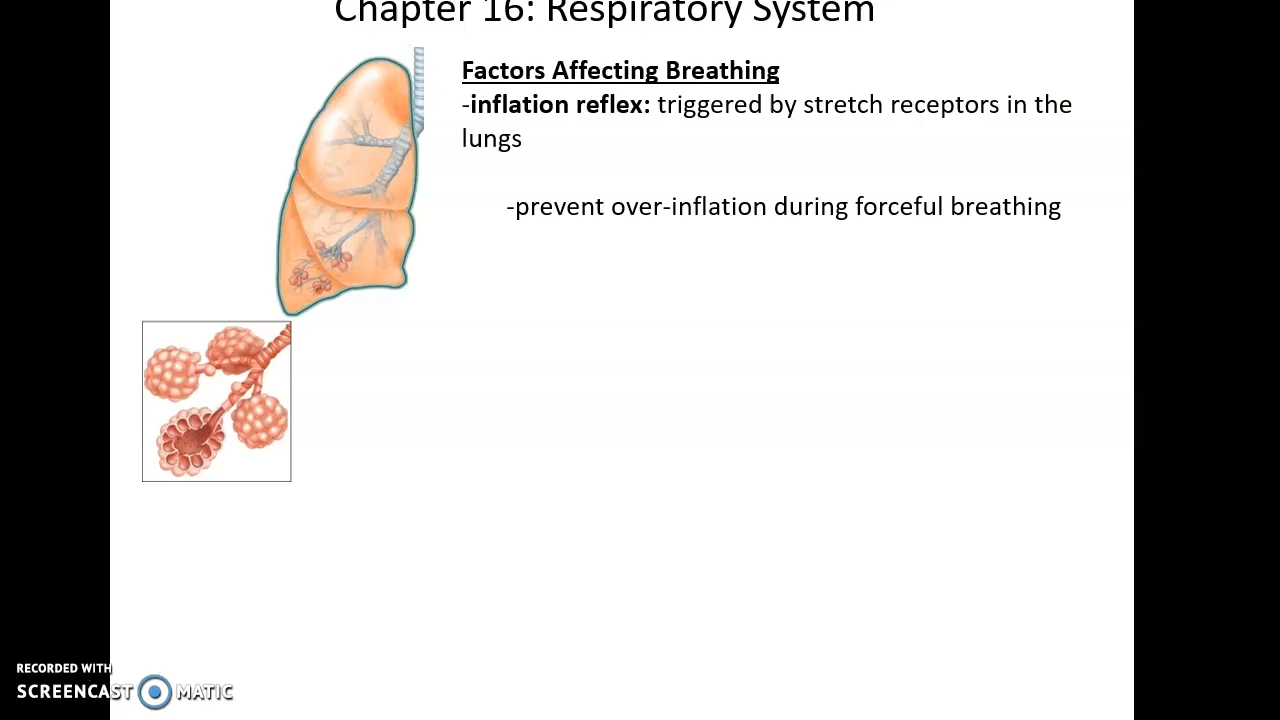 Chapter 16: Respiratory System
Factors Affecting Breathing
-inflation reflex: triggered by stretch receptors in the
lungs
-prevent over-inflation during forceful breathing
RECORDED WITH
SCREENCAST MATIC